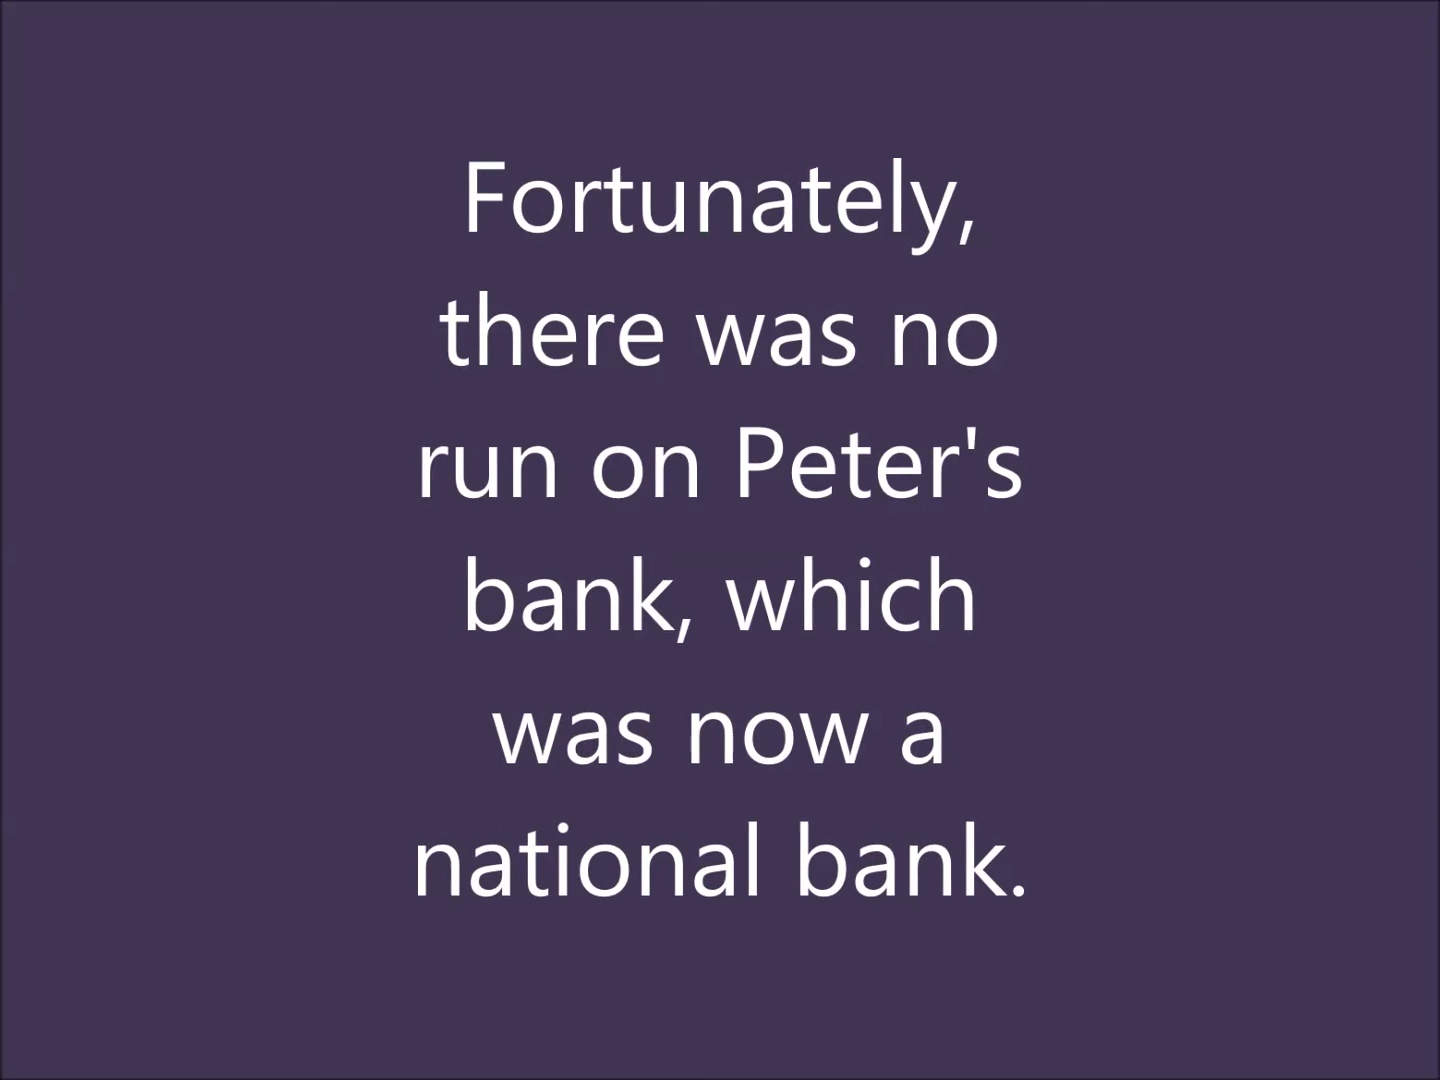 Fortunately,
there was no
run on Peter's
bank, which
was now a
national bank.